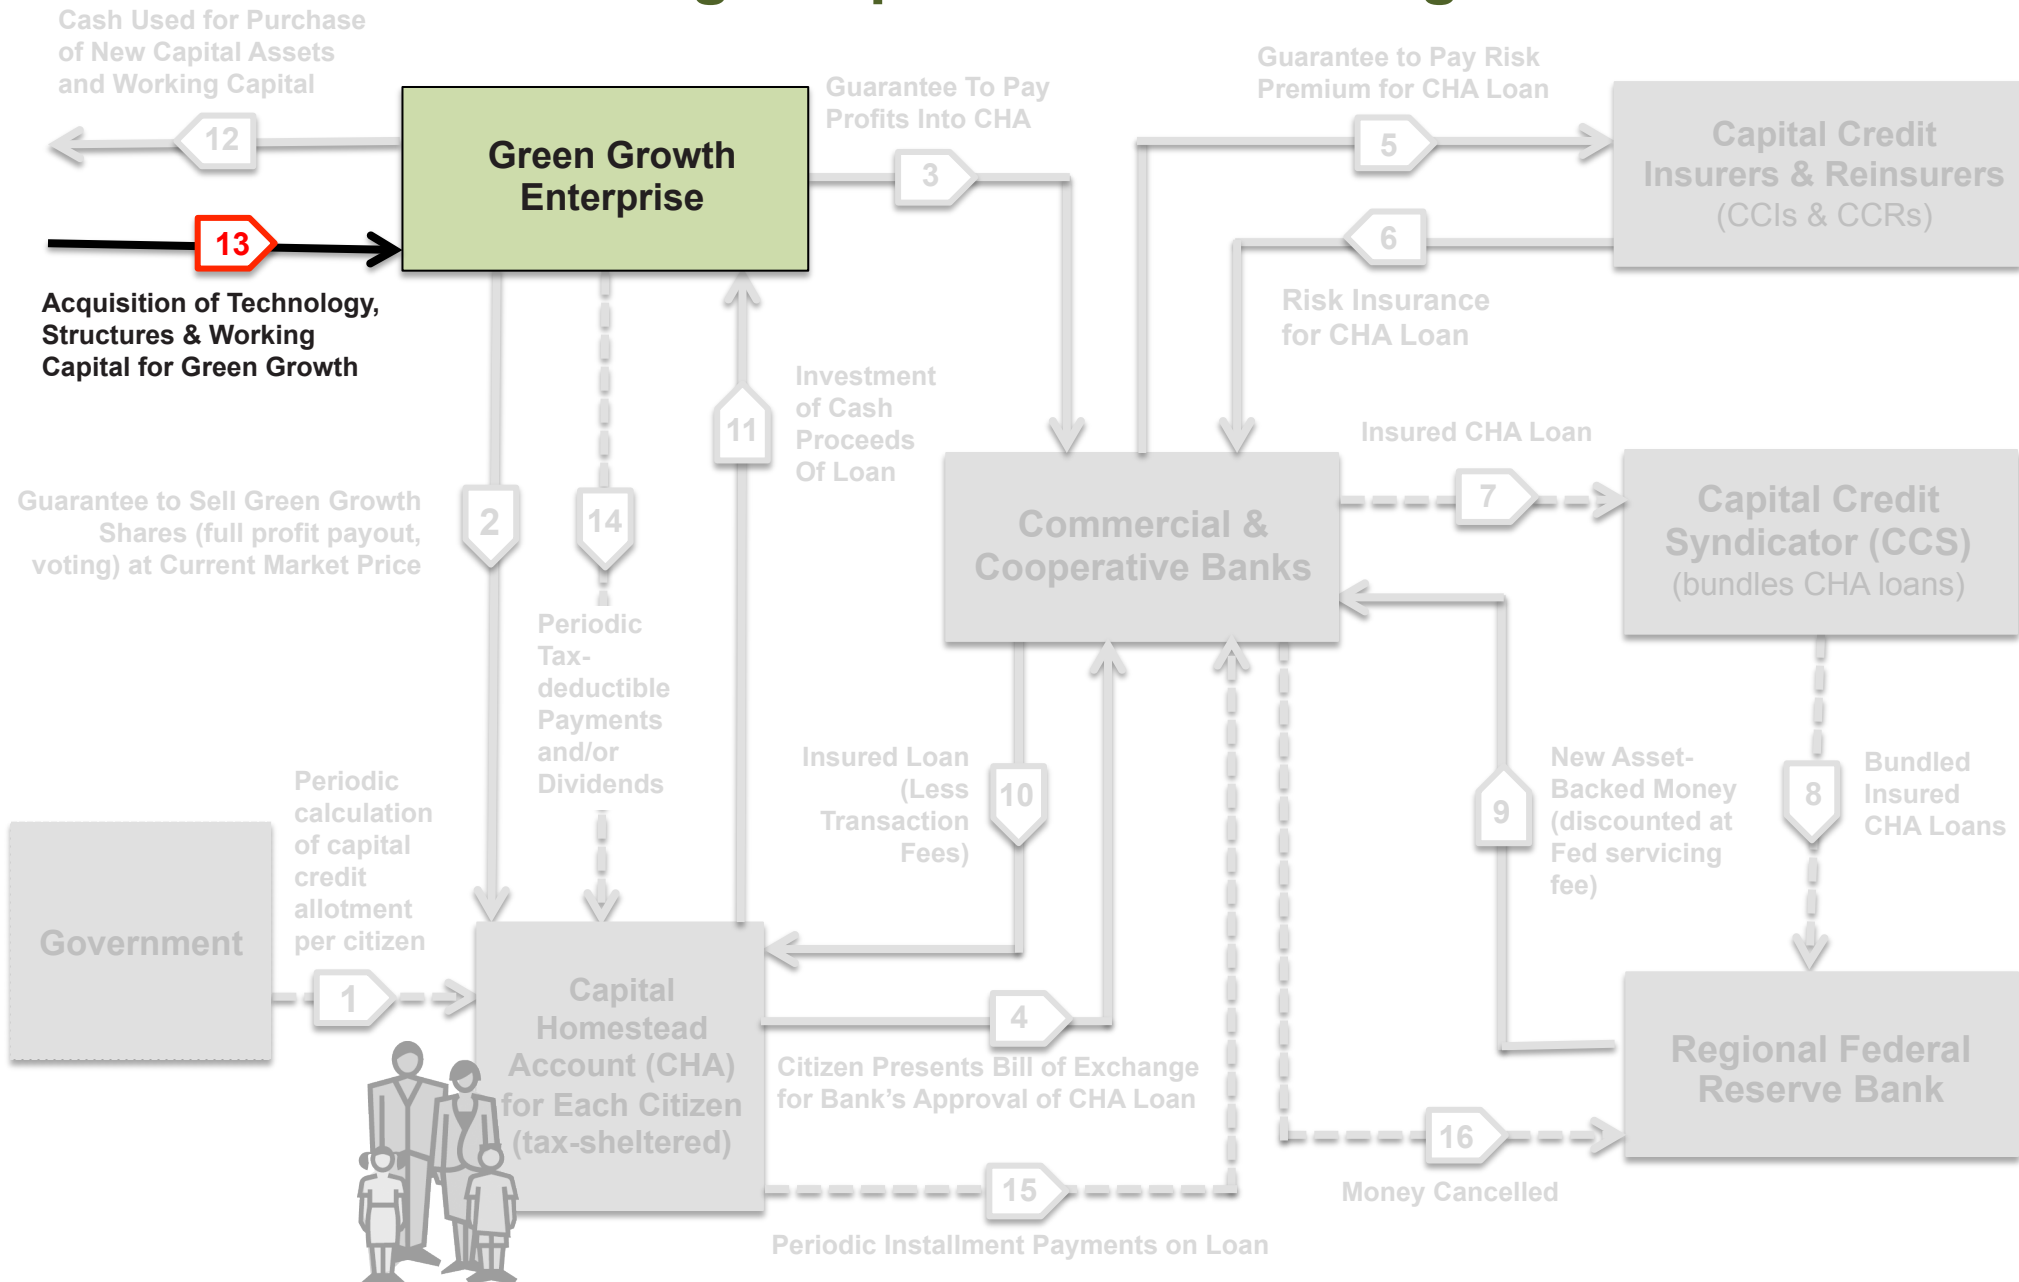 Cash Used for Purchase
of New Capital Assets
and Working Capital
12
Green Growth
Enterprise
Guarantee To Pay
Profits Into CHA
3
Guarantee to Pay Risk
Premium for CHA Loan
5
Capital Credit
Insurers & Reinsurers
(CCIs & CCRs)
13
6
Acquisition of Technology,
Structures & Working
Capital for Green Growth
Risk Insurance
for CHA Loan
11
Investment
of Cash
Proceeds
Of Loan
Insured CHA Loan
7
Guarantee to Sell Green Growth
Shares (full profit payout,
voting) at Current Market Price
2
14
Commercial &
Cooperative Banks
Capital Credit
Syndicator (CCS)
(bundles CHA loans)
Periodic
Tax-
deductible
Payments
and/or
Dividends
Periodic
calculation
of capital
credit
allotment
per citizen
Insured Loan
(Less
Transaction
Fees)
10
9
New Asset-
Backed Money
(discounted at
Fed servicing
fee)
8
Bundled
Insured
CHA Loans
Government
1
Capital
Homestead
Account (CHA)
for Each Citizen
(tax-sheltered)
4
Citizen Presents Bill of Exchange
for Bank's Approval of CHA Loan
Regional Federal
Reserve Bank
16
Money Cancelled
15
Periodic Installment Payments on Loan